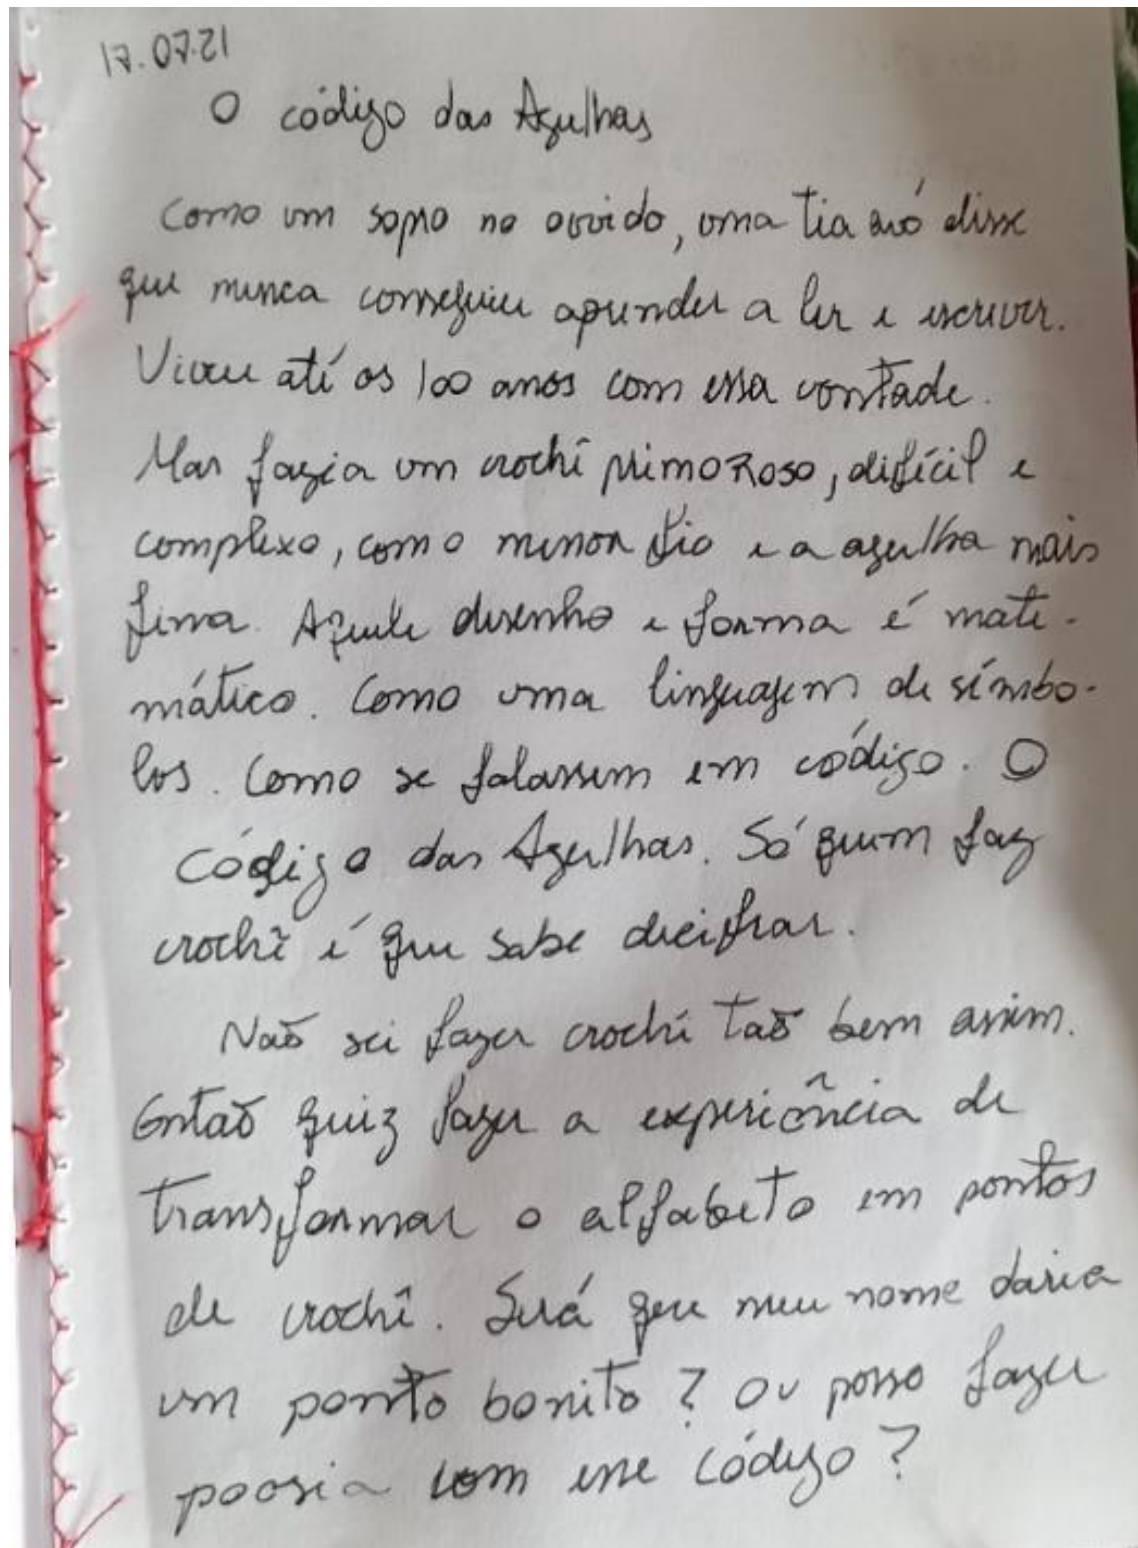 17.07.21
O código das Agulhas
Como um sopro no ouvido, uma tia avó disse
que nunca conseguiu aprender a ler e escrever.
Viveu até os 100 anos com essa vontade.
Mas fazia um crochê primoroso, difícil e
complexo, com o menor fio e a agulha mais
fina. Aquele desenho e forma é mate-
mático. Como uma linguagem de símbo-
los. Como se falassem em código. O
Código das Agulhas. Só quem faz
crochê é que sabe decifrar.
Não sei fazer crochê tão bem assim.
Então quiz fazer a experiência de
transformar o alfabeto em pontos
de crochê. Será que meu nome daria
um ponto bonito? Ou posso fazer
poesia com esse código?